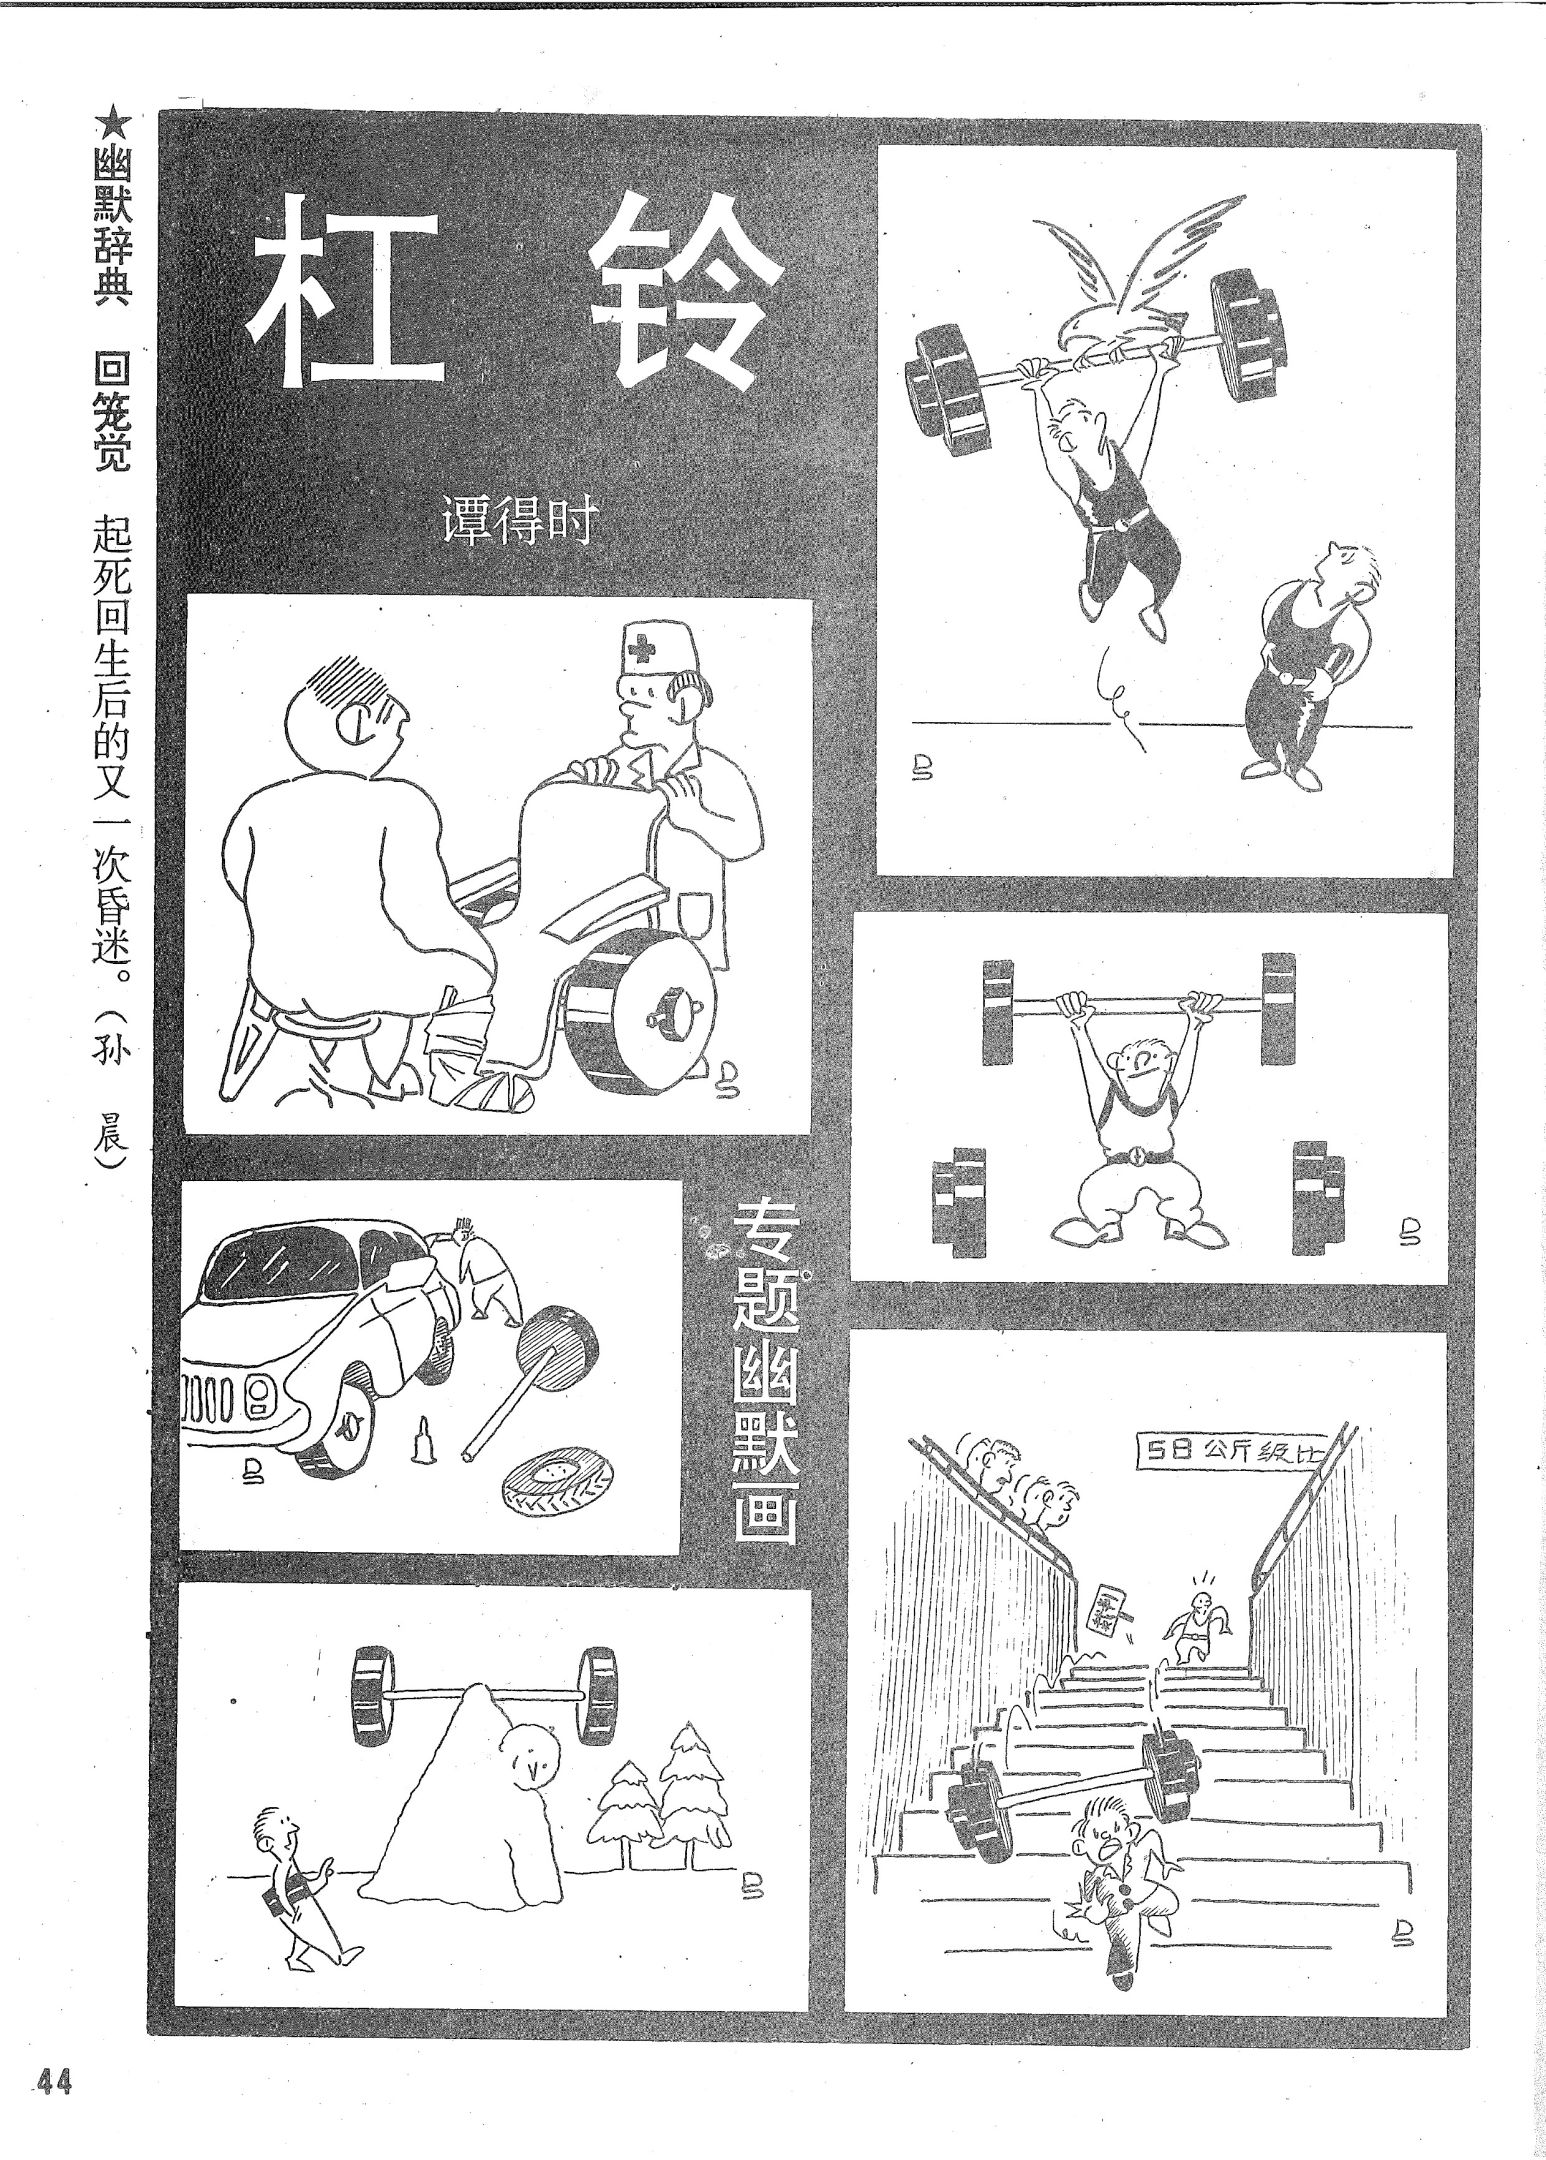 ★幽默辞典 回笼觉 起死回生后的又一次昏迷。(孙 晨)
杠 铃
谭得时
专题幽默画
58公斤级比
44